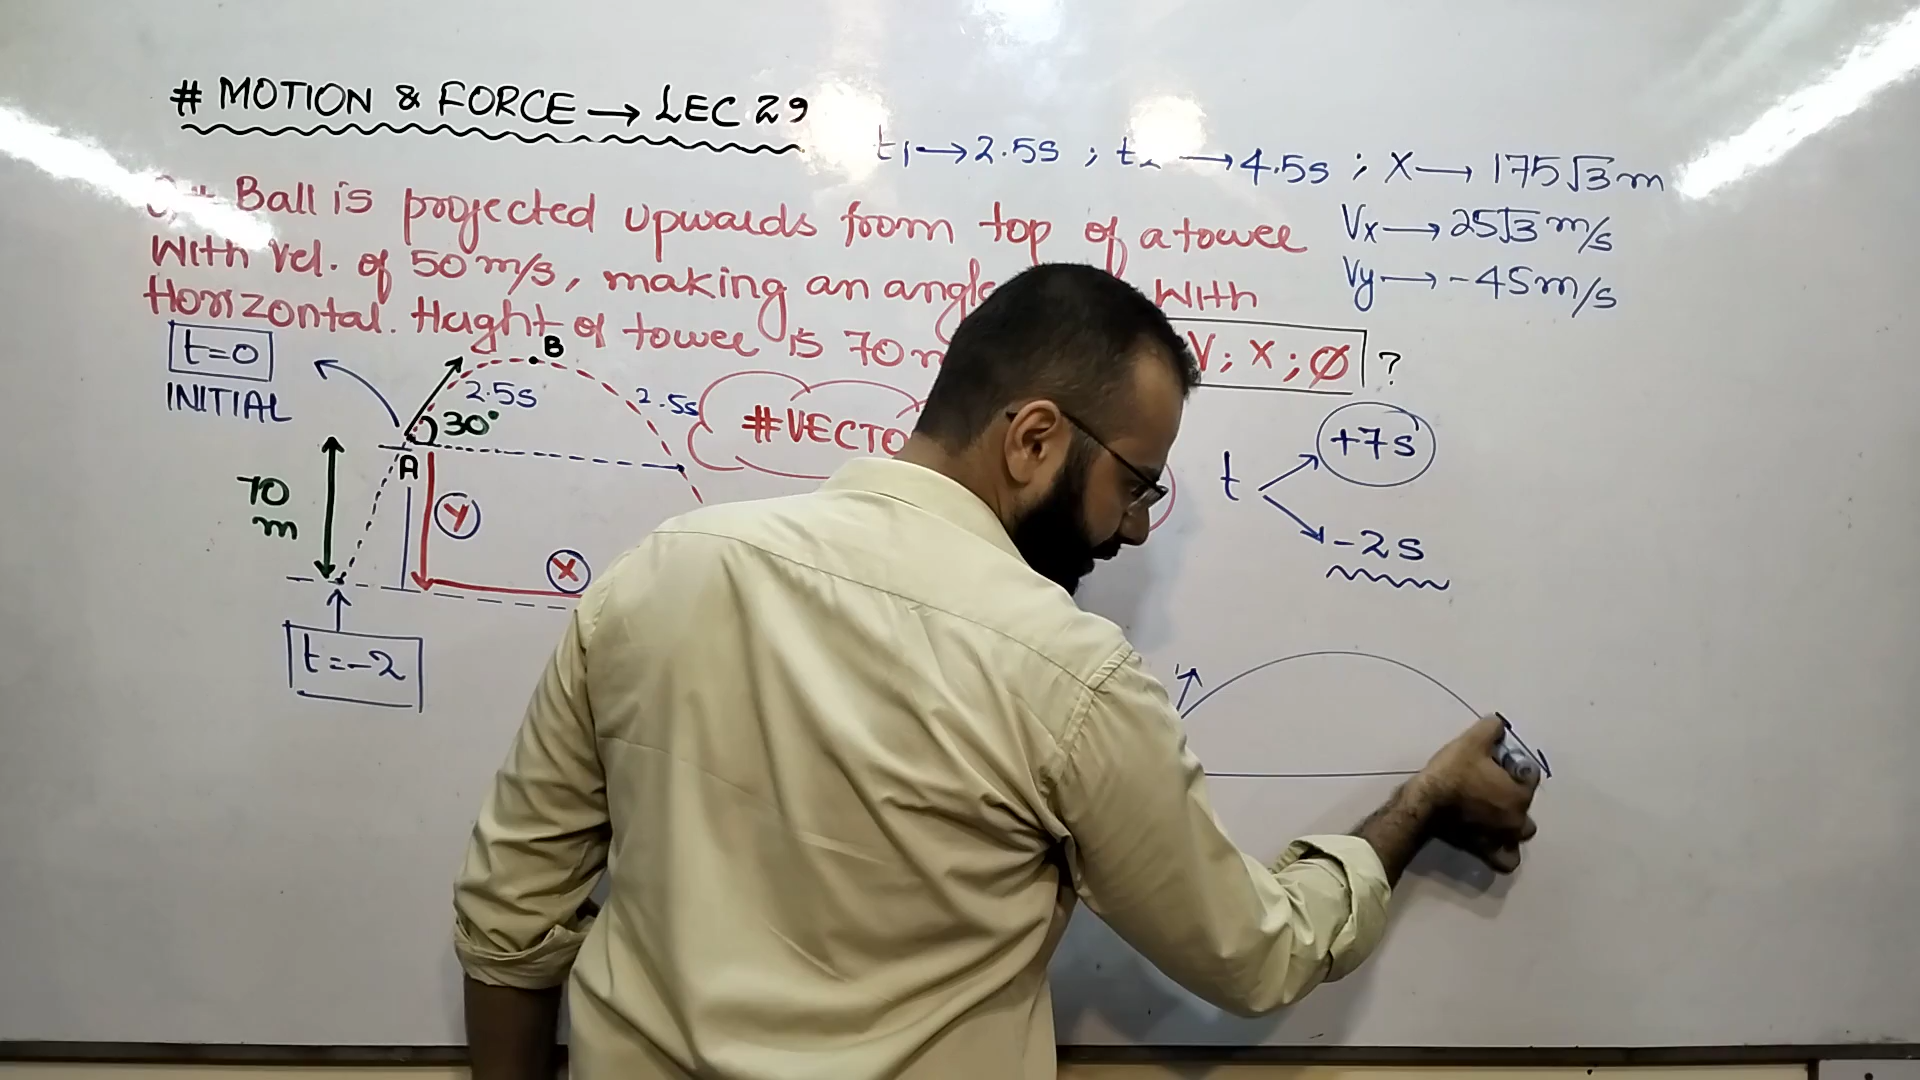 # MOTION & FORCE → LEC 29
t1 → 2.5s ; t → 4.5s ; X → 175√3 m
Ball is projected upwards from top of a tower
Vx → 25√3 m/s
With Vel. of 50 m/s, making an angle With
Vy → -45 m/s
Horizontal. Height of tower is 70 m
V ; X ; Ø ?
t=0
INITIAL
B
2.5s
2.5s
30°
#VECTO
A
70
m
Y
X
t
+7s
-2s
t=-2